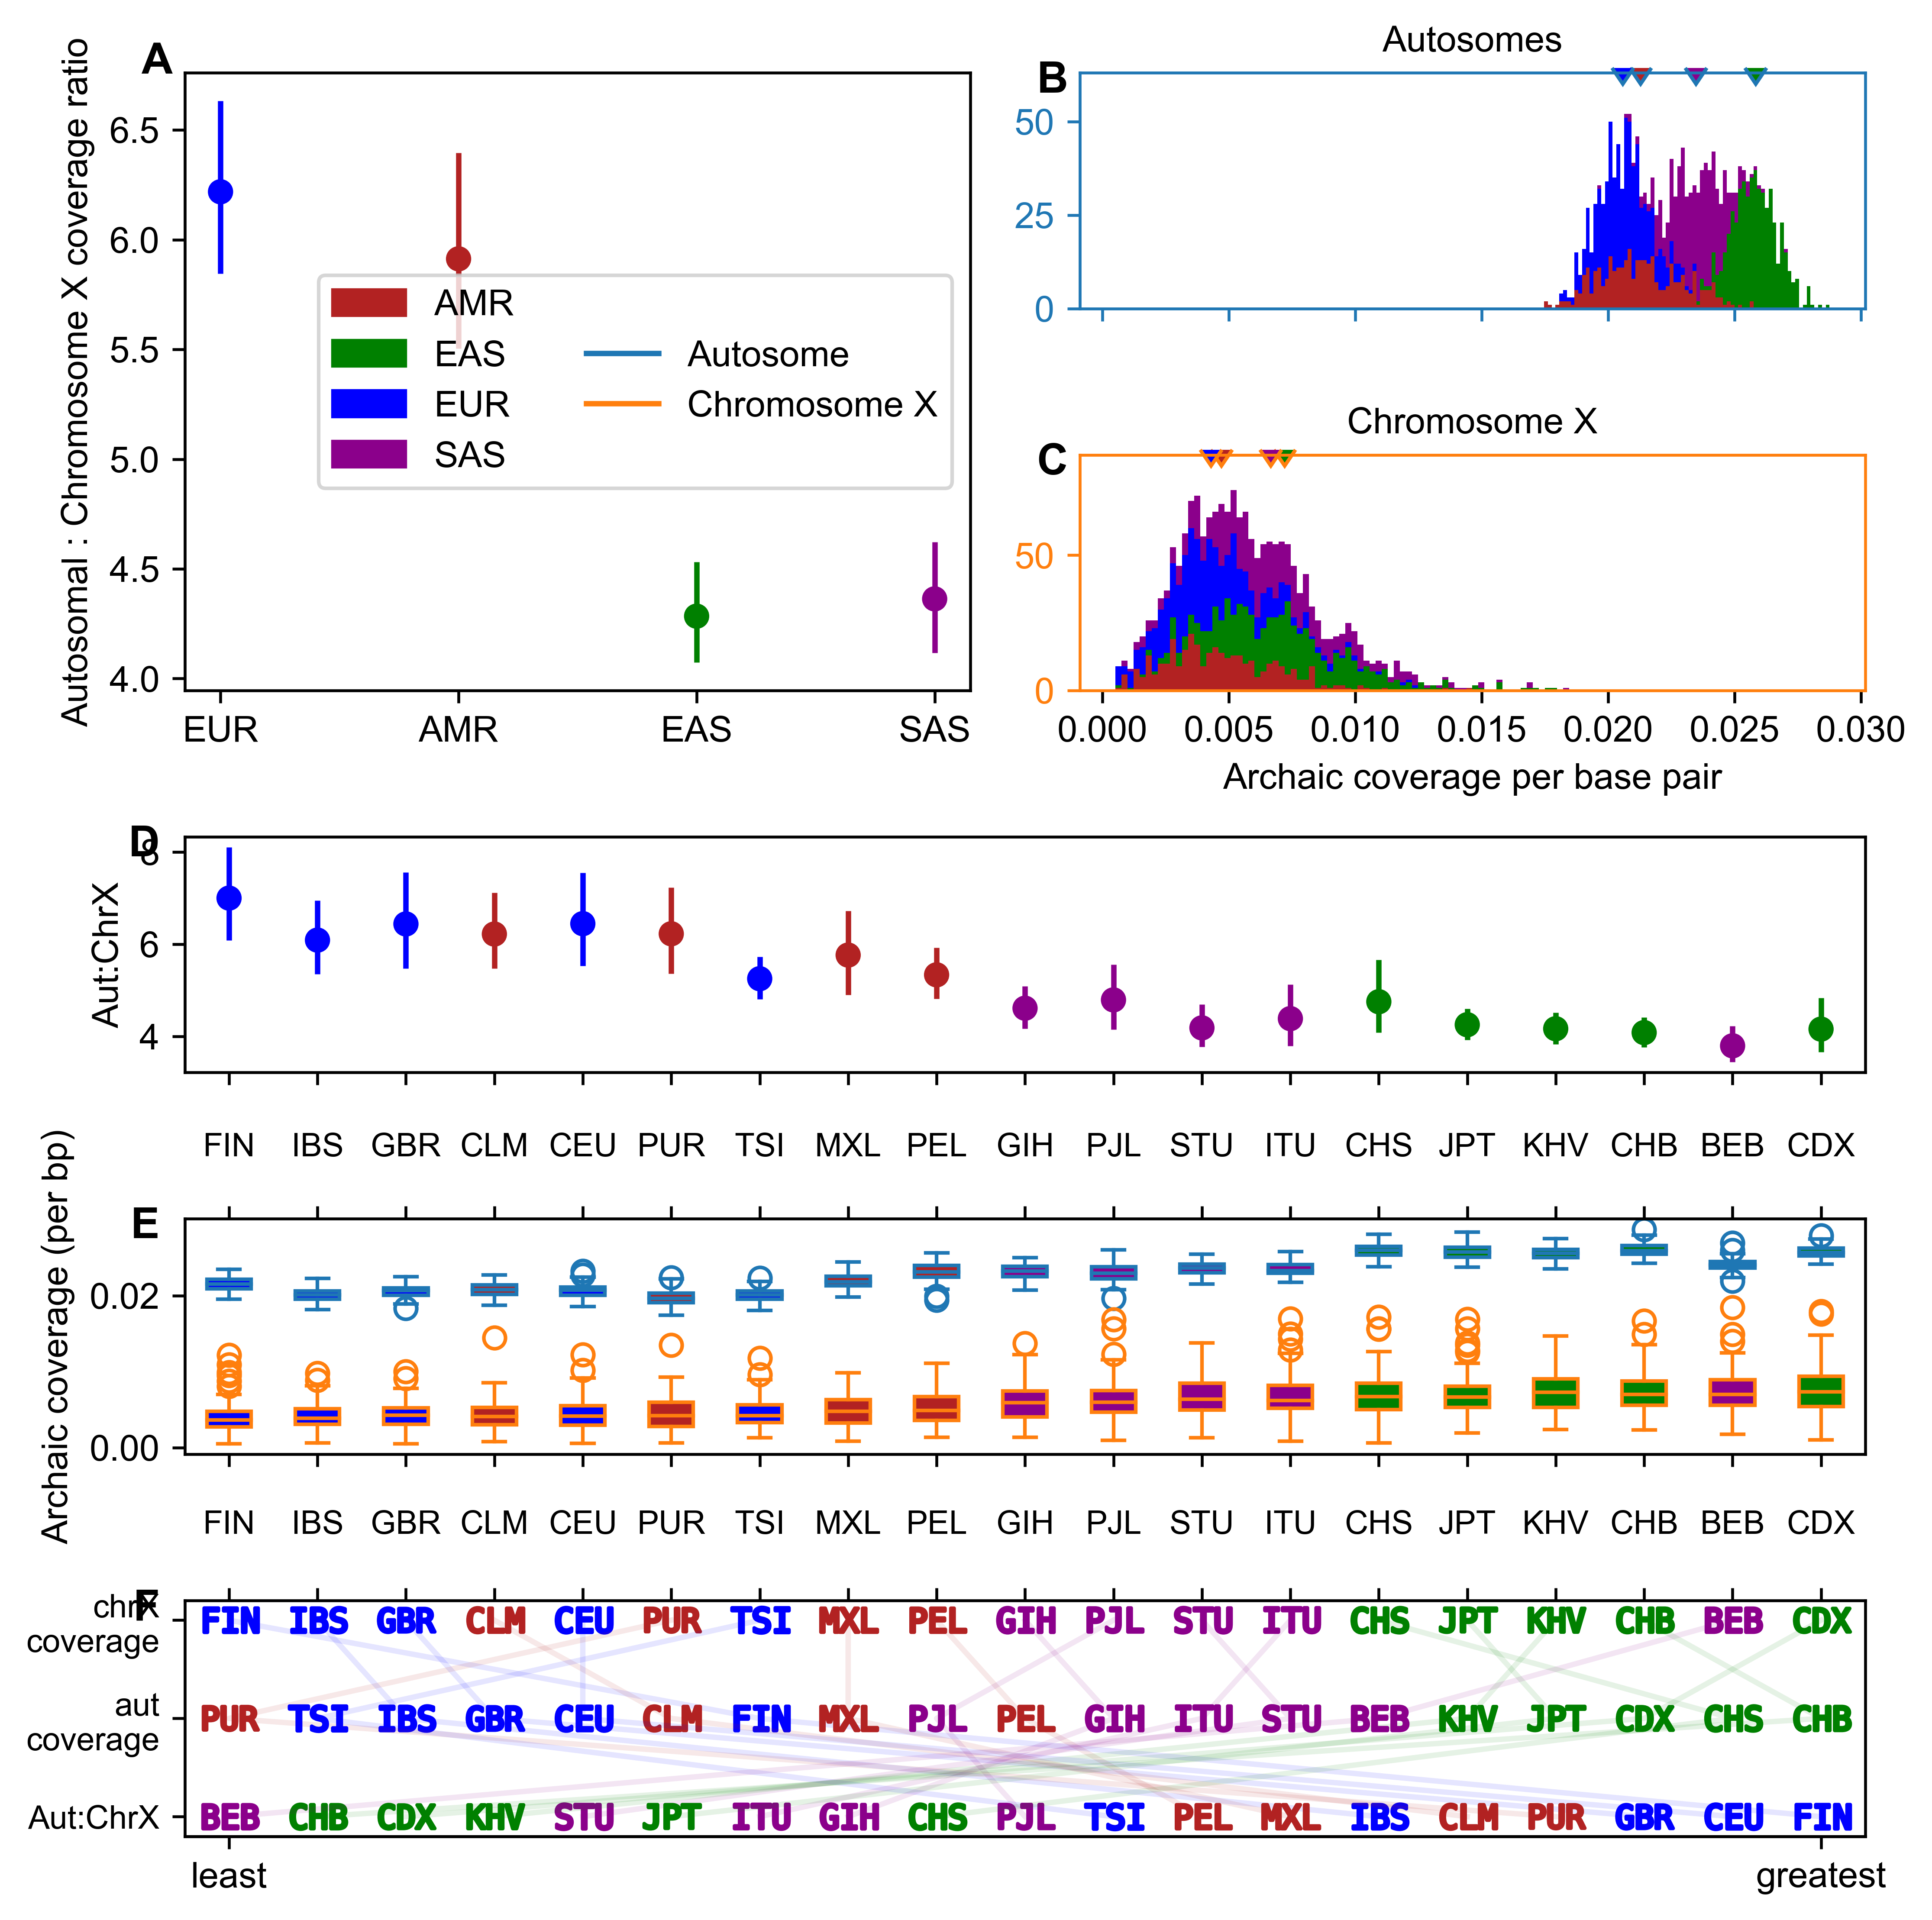 A
Autosomal : Chromosome X coverage ratio
6.5
6.0
5.5
5.0
4.5
4.0
EUR AMR EAS SAS
AMR
EAS
EUR
SAS
Autosome
Chromosome X
Autosomes
B
50
25
0
Chromosome X
C
50
0
0.000 0.005 0.010 0.015 0.020 0.025 0.030
Archaic coverage per base pair
D
Aut:ChrX
8
6
4
FIN IBS GBR CLM CEU PUR TSI MXL PEL GIH PJL STU ITU CHS JPT KHV CHB BEB CDX
E
Archaic coverage (per bp)
0.02
0.00
FIN IBS GBR CLM CEU PUR TSI MXL PEL GIH PJL STU ITU CHS JPT KHV CHB BEB CDX
F
chrX
coverage
FIN IBS GBR CLM CEU PUR TSI MXL PEL GIH PJL STU ITU CHS JPT KHV CHB BEB CDX
aut
coverage
PUR TSI IBS GBR CEU CLM FIN MXL PJL PEL GIH ITU STU BEB KHV JPT CDX CHS CHB
Aut:ChrX
BEB CHB CDX KHV STU JPT ITU GIH CHS PJL TSI PEL MXL IBS CLM PUR GBR CEU FIN
least greatest